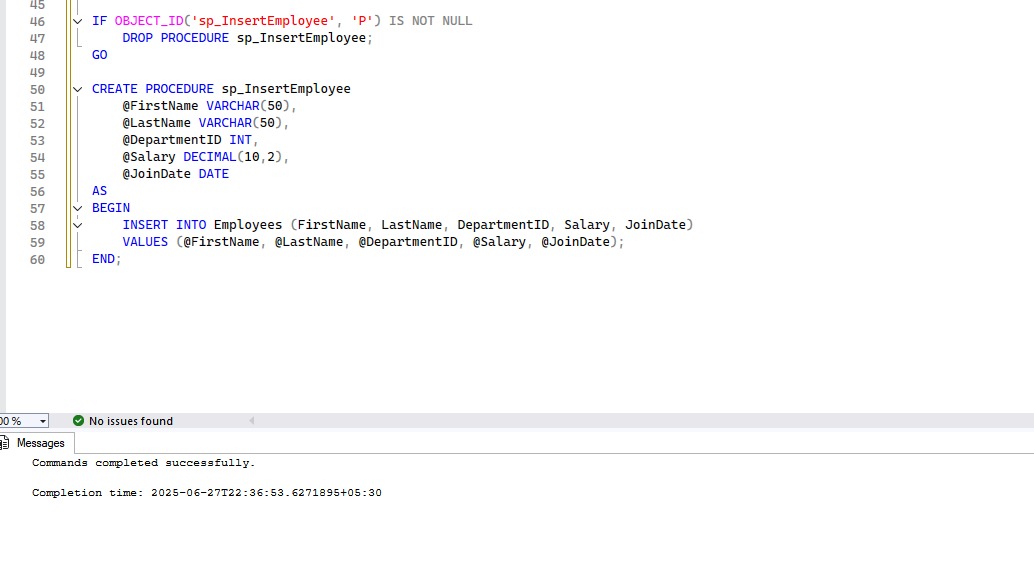 45
46 IF OBJECT_ID('sp_InsertEmployee', 'P') IS NOT NULL
47 DROP PROCEDURE sp_InsertEmployee;
48 GO
49
50 CREATE PROCEDURE sp_InsertEmployee
51 @FirstName VARCHAR(50),
52 @LastName VARCHAR(50),
53 @DepartmentID INT,
54 @Salary DECIMAL(10,2),
55 @JoinDate DATE
56 AS
57 BEGIN
58 INSERT INTO Employees (FirstName, LastName, DepartmentID, Salary, JoinDate)
59 VALUES (@FirstName, @LastName, @DepartmentID, @Salary, @JoinDate);
60 END;
00 % No issues found
Messages
Commands completed successfully.
Completion time: 2025-06-27T22:36:53.6271895+05:30